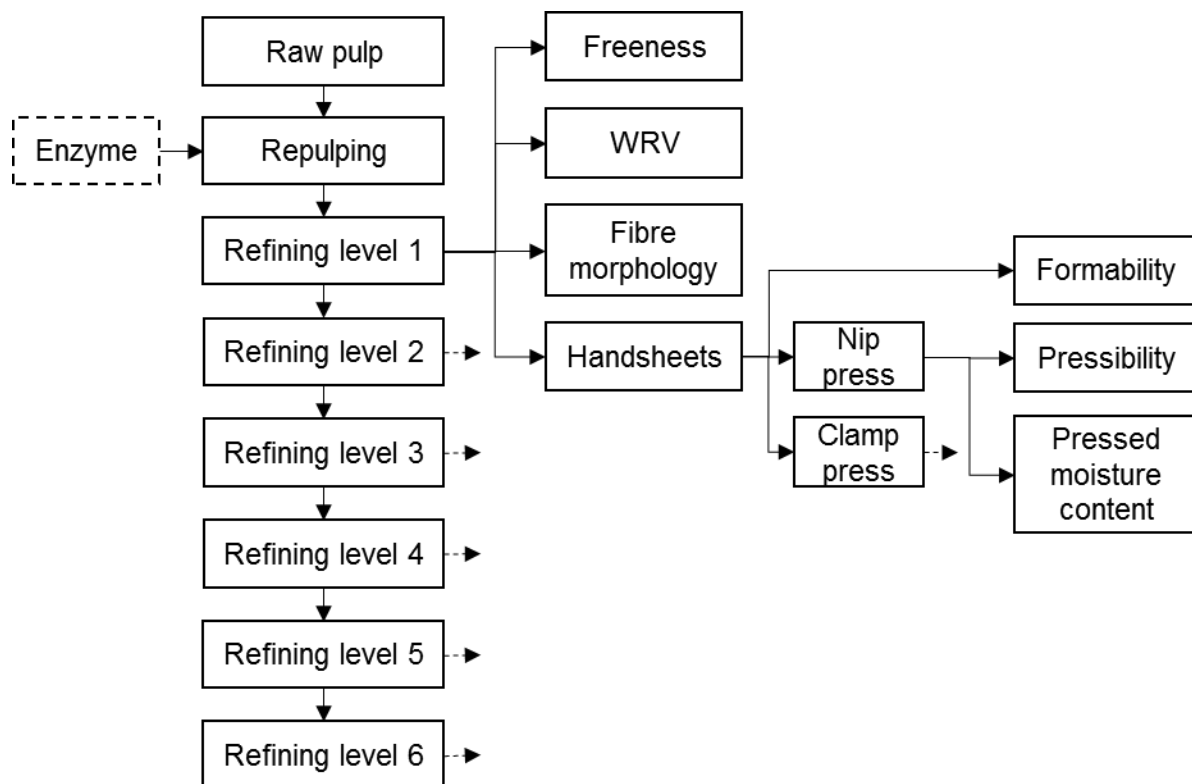 Raw pulp
Enzyme
Repulping
Refining level 1
Refining level 2
Refining level 3
Refining level 4
Refining level 5
Refining level 6
Freeness
WRV
Fibre
morphology
Handsheets
Nip
press
Clamp
press
Formability
Pressibility
Pressed
moisture
content